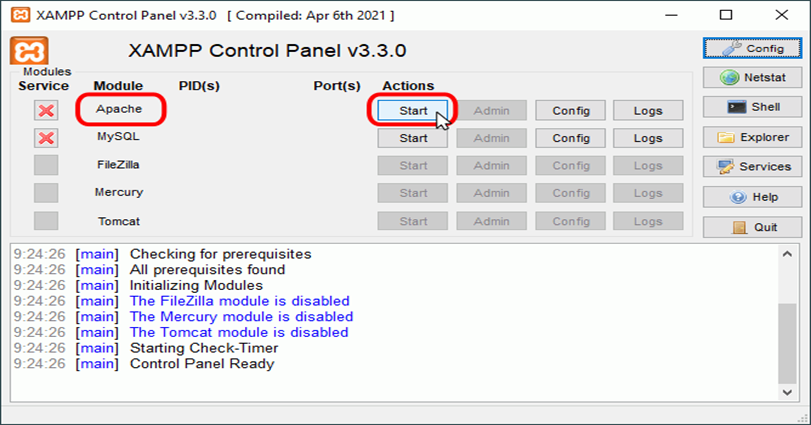 XAMPP Control Panel v3.3.0 [ Compiled: Apr 6th 2021 ]
XAMPP Control Panel v3.3.0
Config
Modules
Service Module PID(s) Port(s) Actions
Netstat
Apache Start Admin Config Logs
Shell
MySQL Start Admin Config Logs
Explorer
FileZilla Start Admin Config Logs
Services
Mercury Start Admin Config Logs
Help
Tomcat Start Admin Config Logs
Quit
9:24:26 [main] Checking for prerequisites
9:24:26 [main] All prerequisites found
9:24:26 [main] Initializing Modules
9:24:26 [main] The FileZilla module is disabled
9:24:26 [main] The Mercury module is disabled
9:24:26 [main] The Tomcat module is disabled
9:24:26 [main] Starting Check-Timer
9:24:26 [main] Control Panel Ready